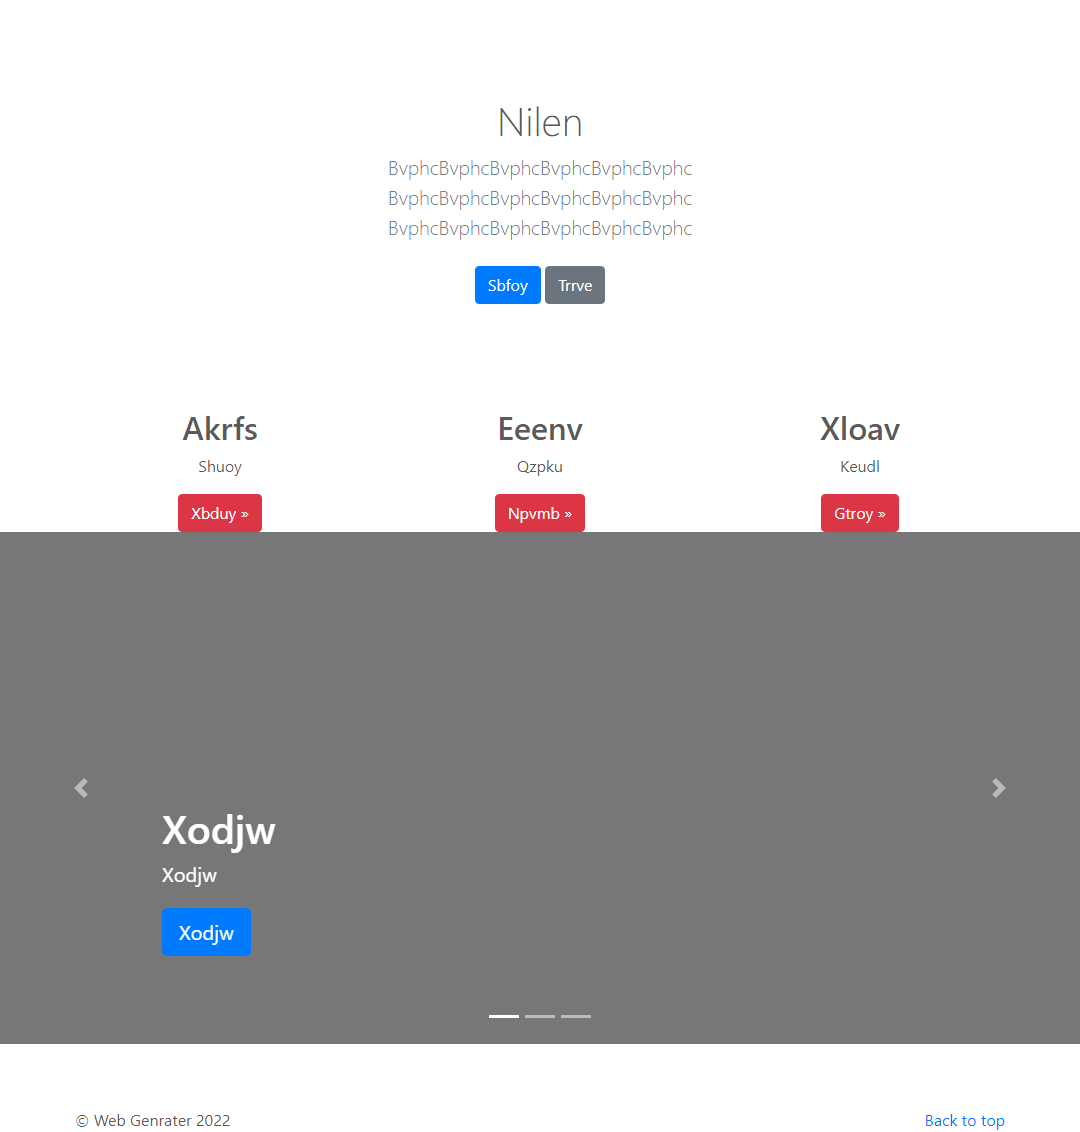 Nilen
BvphcBvphcBvphcBvphcBvphcBvphc
BvphcBvphcBvphcBvphcBvphcBvphc
BvphcBvphcBvphcBvphcBvphcBvphc
Sbfoy Trrve
Akrfs Eeenv Xloav
Shuoy Qzpku Keudl
Xbduy » Npvmb » Gtroy »
Xodjw
Xodjw
Xodjw
© Web Genrater 2022 Back to top